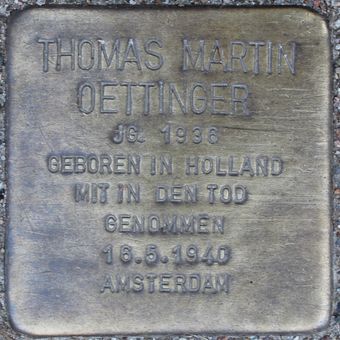 THOMAS MARTIN
OETTINGER
JG. 1936
GEBOREN IN HOLLAND
MIT IN DEN TOD
GENOMMEN
16.5.1940
AMSTERDAM